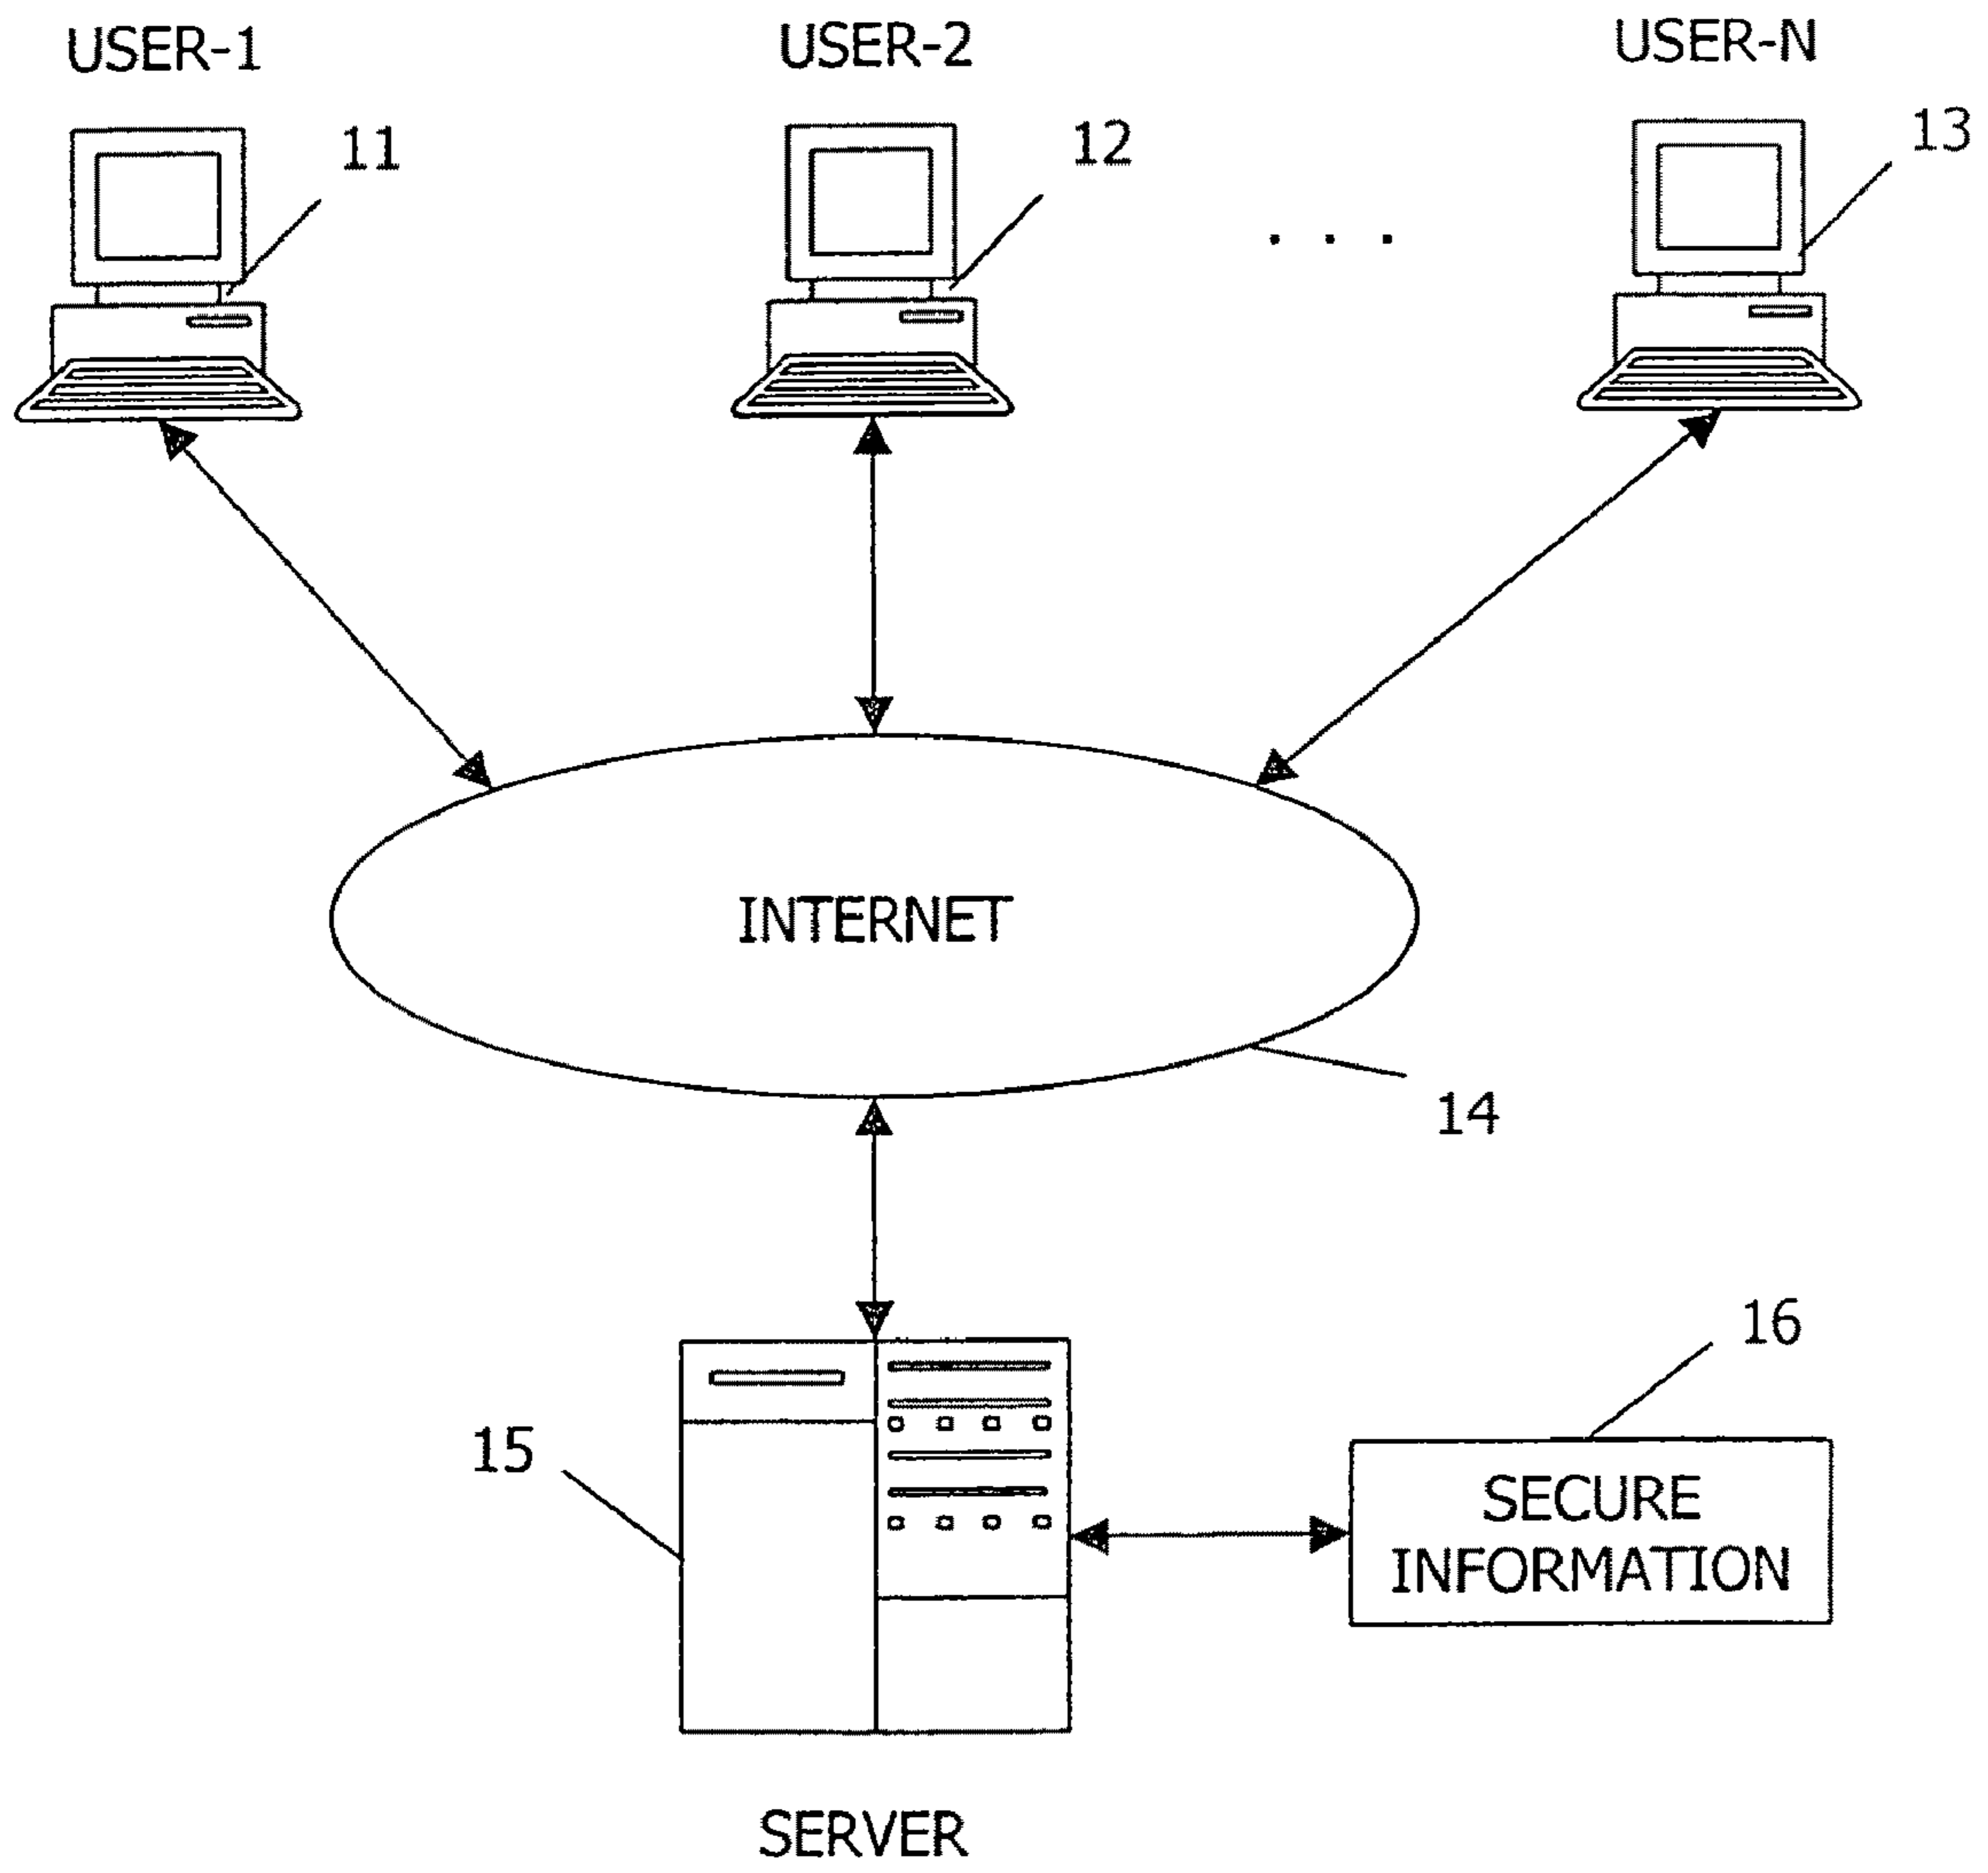 USER-1
USER-2
USER-N
11
12
13
. . .
INTERNET
14
16
15
SECURE
INFORMATION
SERVER